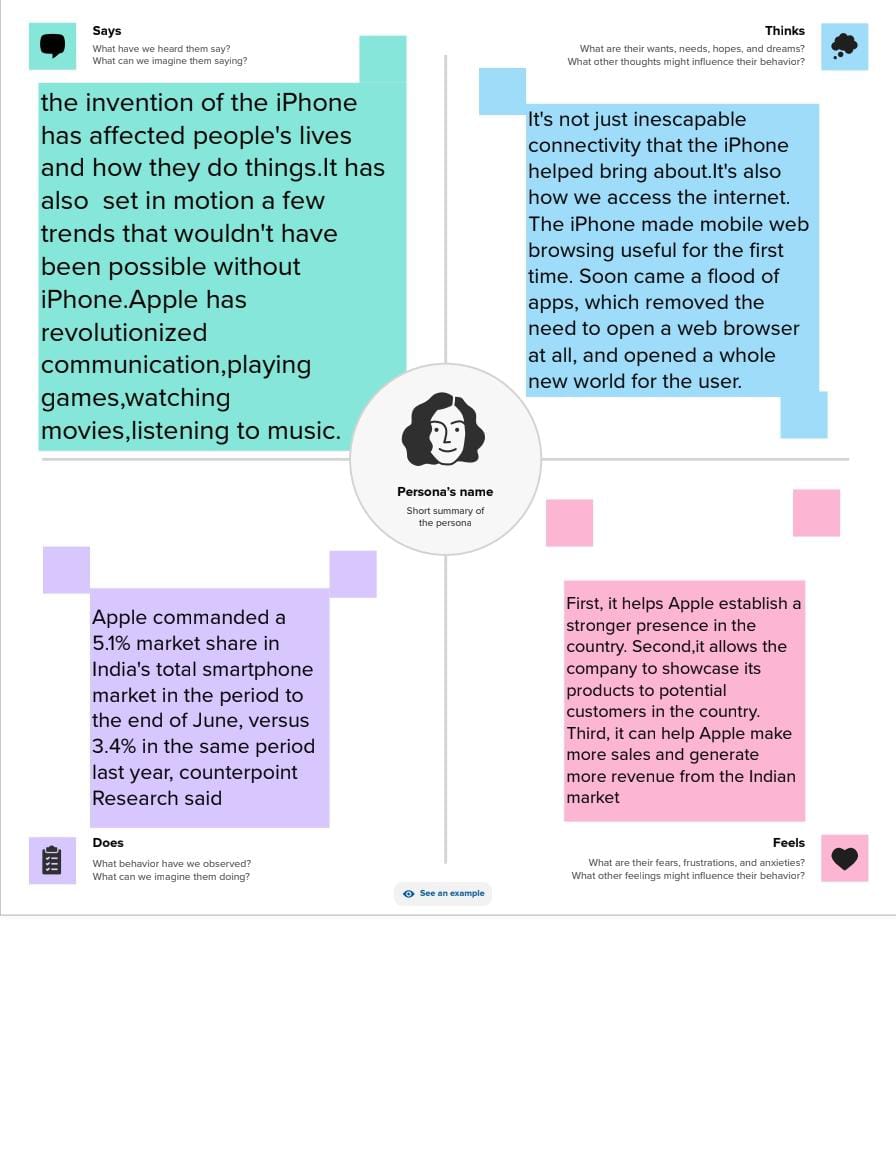 Says
What have we heard them say?
What can we imagine them saying?
the invention of the iPhone
has affected people's lives
and how they do things.It has
also  set in motion a few
trends that wouldn't have
been possible without
iPhone.Apple has
revolutionized
communication,playing
games,watching
movies,listening to music.
Thinks
What are their wants, needs, hopes, and dreams?
What other thoughts might influence their behavior?
It's not just inescapable
connectivity that the iPhone
helped bring about.It's also
how we access the internet.
The iPhone made mobile web
browsing useful for the first
time. Soon came a flood of
apps, which removed the
need to open a web browser
at all, and opened a whole
new world for the user.
Persona's name
Short summary of
the persona
Apple commanded a
5.1% market share in
India's total smartphone
market in the period to
the end of June, versus
3.4% in the same period
last year, counterpoint
Research said
Does
What behavior have we observed?
What can we imagine them doing?
First, it helps Apple establish a
stronger presence in the
country. Second,it allows the
company to showcase its
products to potential
customers in the country.
Third, it can help Apple make
more sales and generate
more revenue from the Indian
market
Feels
What are their fears, frustrations, and anxieties?
What other feelings might influence their behavior?
See an example